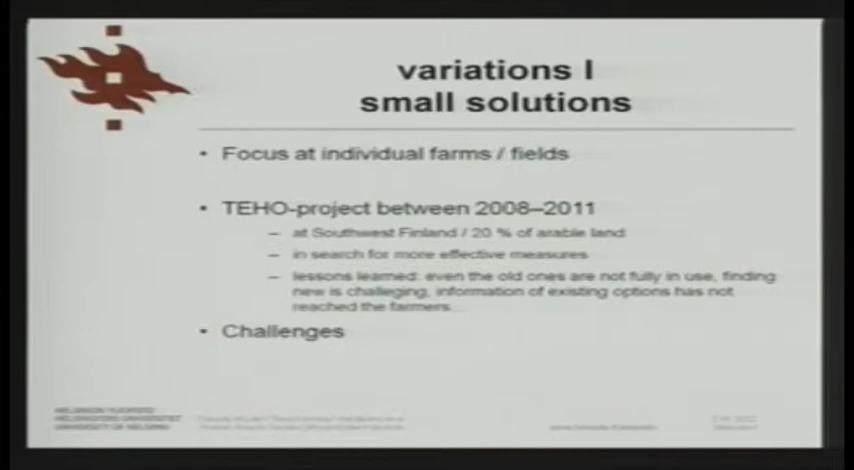 variations I
small solutions
• Focus at individual farms / fields
• TEHO-project between 2008–2011
– at Southwest Finland / 20 % of arable land
– in search for more effective measures
– lessons learned: even the old ones are not fully in use, finding
new is challeging, information of existing options has not
reached the farmers...
• Challenges
HELSINGIN YLIOPISTO
HELSINGFORS UNIVERSITET
UNIVERSITY OF HELSINKI